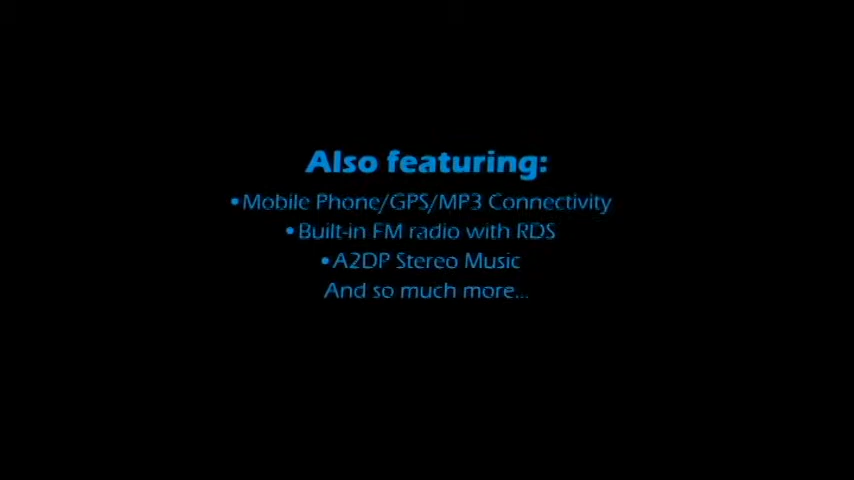 Also featuring:
•Mobile Phone/GPS/MP3 Connectivity
•Built-in FM radio with RDS
•A2DP Stereo Music
And so much more...